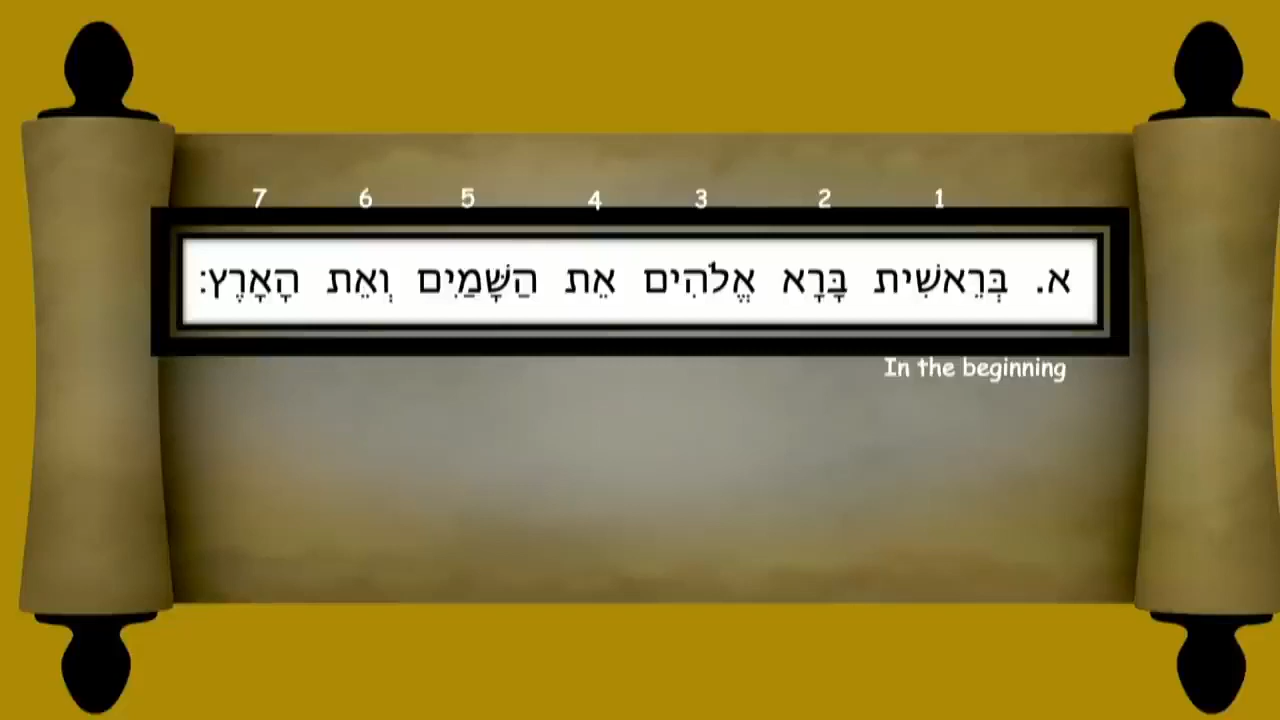 7 6 5 4 3 2 1
א. בְּרֵאשִׁית בָּרָא אֱלֹהִים אֵת הַשָּׁמַיִם וְאֵת הָאָרֶץ:
In the beginning